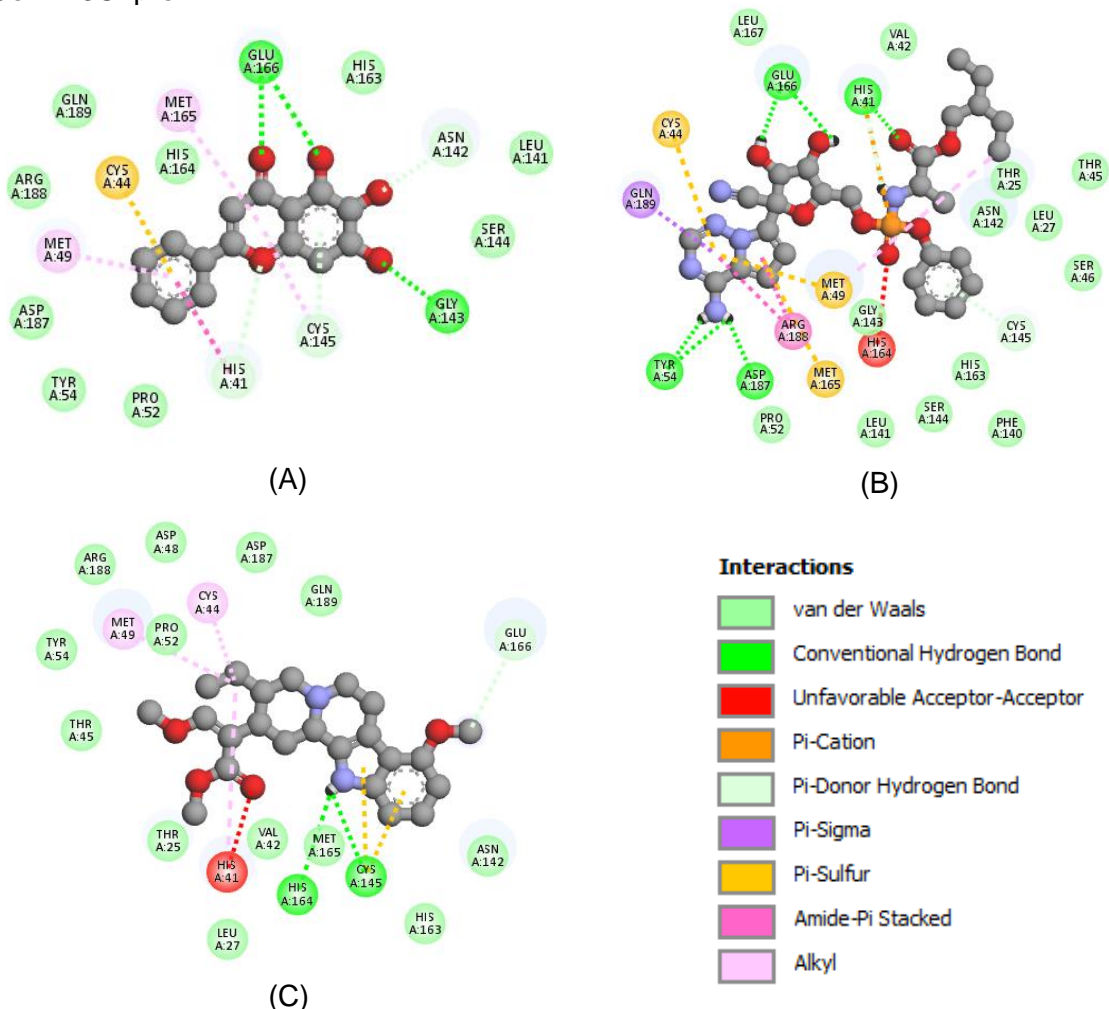 GLU
A:166
HIS
A:163
MET
A:165
GLN
A:189
ASN
A:142
LEU
A:141
HIS
A:164
CYS
A:44
ARG
A:188
SER
A:144
MET
A:49
GLY
A:143
ASP
A:187
CYS
A:145
HIS
A:41
TYR
A:54
PRO
A:52
(A)
LEU
A:167
VAL
A:42
GLU
A:166
HIS
A:41
CYS
A:44
THR
A:25
THR
A:45
GLN
A:189
ASN
A:142
LEU
A:27
SER
A:46
MET
A:49
GLY
A:143
ARG
A:188
CYS
A:145
HIS
A:164
TYR
A:54
ASP
A:187
MET
A:165
HIS
A:163
PRO
A:52
LEU
A:141
SER
A:144
PHE
A:140
(B)
ASP
A:48
ARG
A:188
ASP
A:187
CYS
A:44
GLN
A:189
MET
A:49
PRO
A:52
GLU
A:166
TYR
A:54
THR
A:45
THR
A:25
VAL
A:42
MET
A:165
ASN
A:142
HIS
A:41
HIS
A:164
CYS
A:145
HIS
A:163
LEU
A:27
(C)
Interactions
van der Waals
Conventional Hydrogen Bond
Unfavorable Acceptor-Acceptor
Pi-Cation
Pi-Donor Hydrogen Bond
Pi-Sigma
Pi-Sulfur
Amide-Pi Stacked
Alkyl